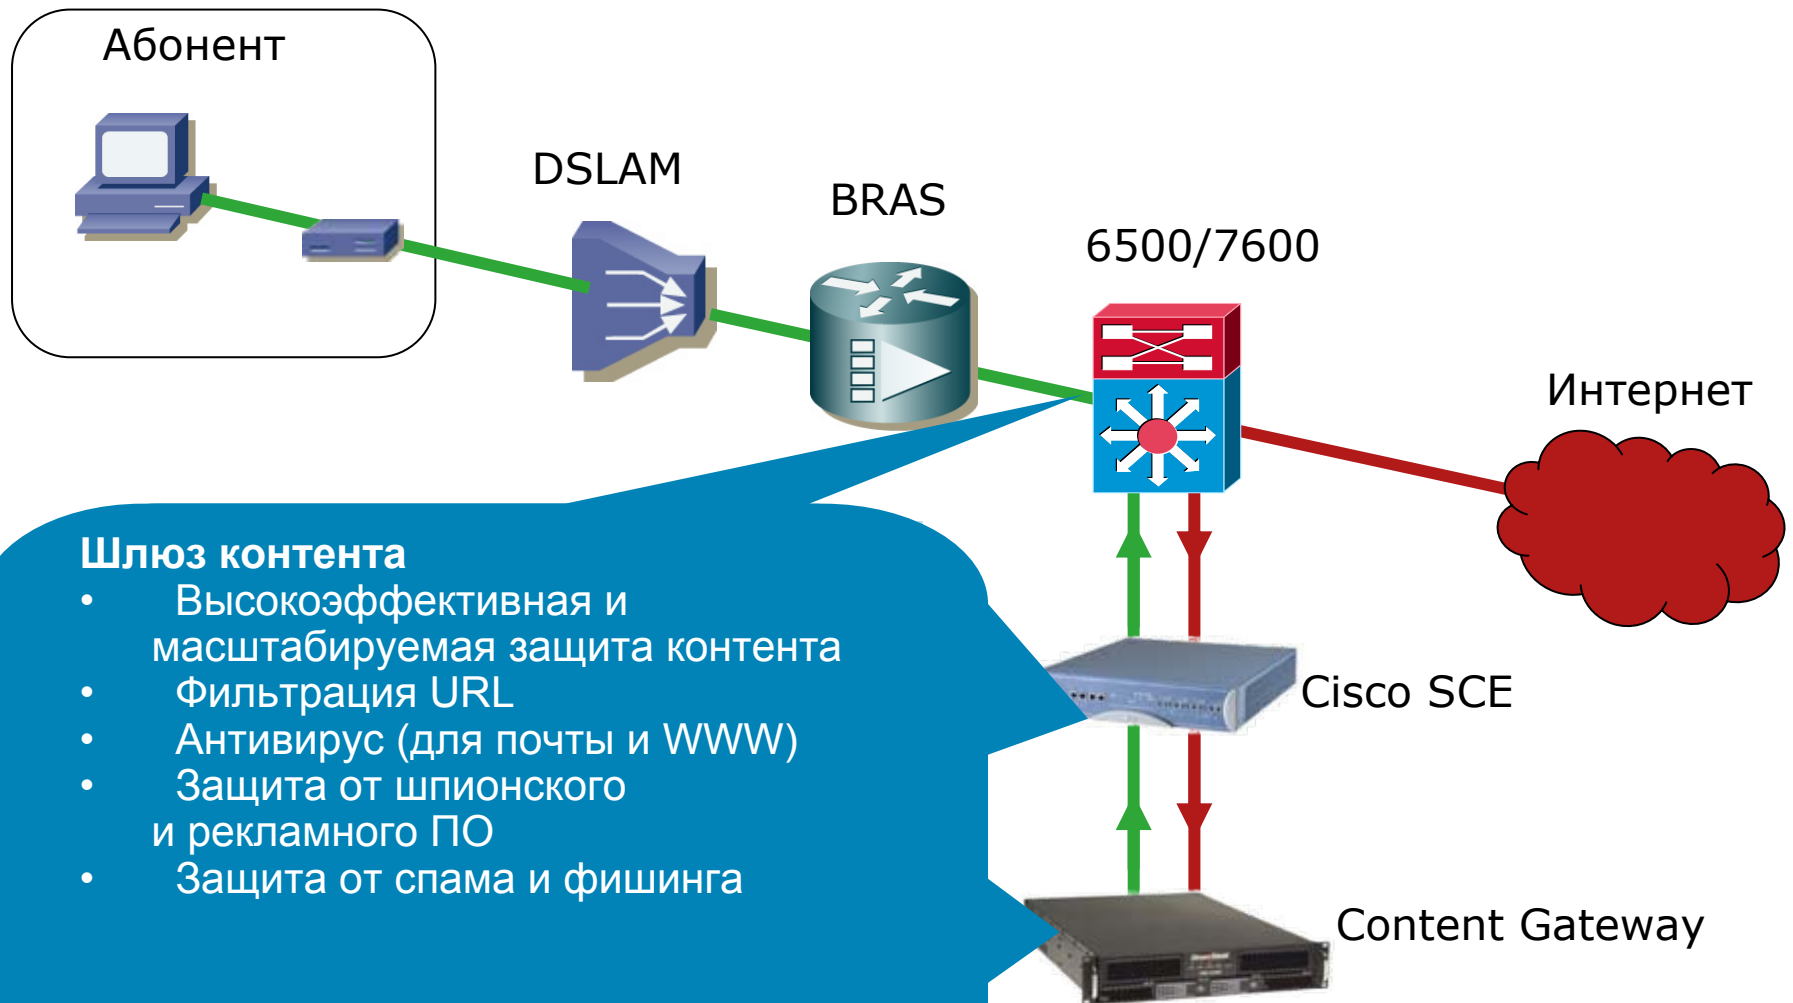 Абонент
DSLAM
BRAS
6500/7600
Интернет
Шлюз контента
• Высокоэффективная и
масштабируемая защита контента
• Фильтрация URL
• Антивирус (для почты и WWW)
• Защита от шпионского
и рекламного ПО
• Защита от спама и фишинга
Cisco SCE
Content Gateway